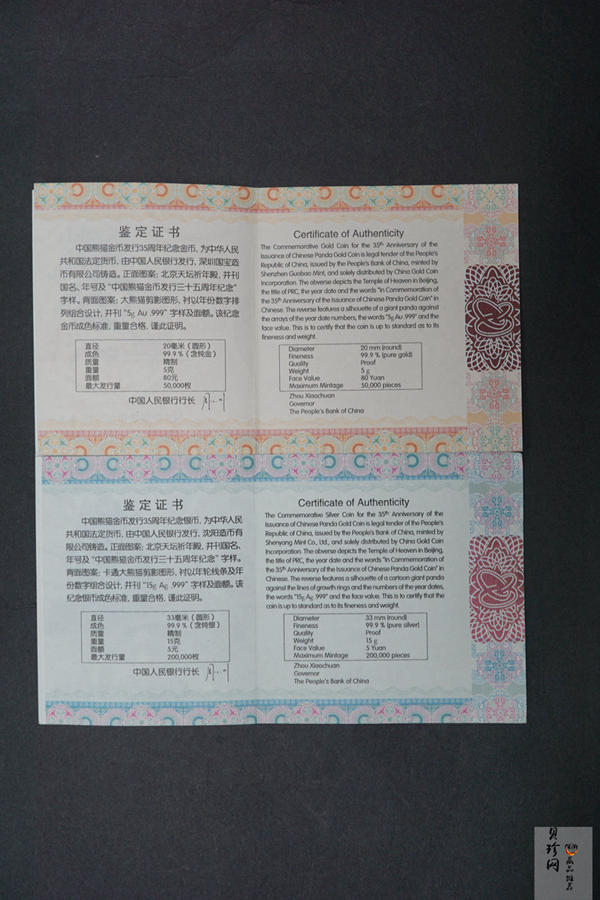 鉴定证书
中国熊猫金币发行35周年纪念金币，为中华人民
共和国法定货币，由中国人民银行发行，深圳国宝造
币有限公司铸造。正面图案：北京天坛祈年殿，并刊
国名、年号及“中国熊猫金币发行三十五周年纪念”
字样。背面图案：大熊猫剪影图形，衬以年份数字排
列组合设计，并刊“5g Au .999”字样及面额。该纪念
金币成色标准，重量合格，谨此证明。
直径 20毫米（圆形）
成色 99.9%（含纯金）
质量 精制
重量 5克
面额 80元
最大发行量 50,000枚
中国人民银行行长
Certificate of Authenticity
The Commemorative Gold Coin for the 35th Anniversary of the
Issuance of Chinese Panda Gold Coin is legal tender of the People's
Republic of China, issued by the People's Bank of China, minted by
Shenzhen Guobao Mint, and solely distributed by China Gold Coin
Incorporation. The obverse depicts the Temple of Heaven in Beijing,
the title of PRC, the year date and the words "In Commemoration of
the 35th Anniversary of the Issuance of Chinese Panda Gold Coin" in
Chinese. The reverse features a silhouette of a giant panda against
the arrays of the year date numbers, the words "5g Au .999" and the
face value. This is to certify that the coin is up to standard as to its
fineness and weight.
Diameter 20 mm (round)
Fineness 99.9 % (pure gold)
Quality Proof
Weight 5 g
Face Value 80 Yuan
Maximum Mintage 50,000 pieces
Zhou Xiaochuan
Governor
The People's Bank of China
鉴定证书
中国熊猫金币发行35周年纪念银币，为中华人民
共和国法定货币，由中国人民银行发行，沈阳造币有
限公司铸造。正面图案：北京天坛祈年殿，并刊国名、
年号及“中国熊猫金币发行三十五周年纪念”字样。
背面图案：卡通大熊猫剪影图形，衬以年轮线条及年
份数字组合设计，并刊“15g Ag .999”字样及面额。该
纪念银币成色标准，重量合格，谨此证明。
直径 33毫米（圆形）
成色 99.9%（含纯银）
质量 精制
重量 15克
面额 5元
最大发行量 200,000枚
中国人民银行行长
Certificate of Authenticity
The Commemorative Silver Coin for the 35th Anniversary of the
Issuance of Chinese Panda Gold Coin is legal tender of the People's
Republic of China, issued by the People's Bank of China, minted by
Shenyang Mint Co., Ltd., and solely distributed by China Gold Coin
Incorporation. The obverse depicts the Temple of Heaven in Beijing,
the title of PRC, the year date and the words "In Commemoration of
the 35th Anniversary of the Issuance of Chinese Panda Gold Coin" in
Chinese. The reverse features a silhouette of a cartoon giant panda
against the lines of growth rings and the numbers of the year dates,
the words "15g Ag .999" and the face value. This is to certify that the
coin is up to standard as to its fineness and weight.
Diameter 33 mm (round)
Fineness 99.9 % (pure silver)
Quality Proof
Weight 15 g
Face Value 5 Yuan
Maximum Mintage 200,000 pieces
Zhou Xiaochuan
Governor
The People's Bank of China
贝珍网
藏品推荐